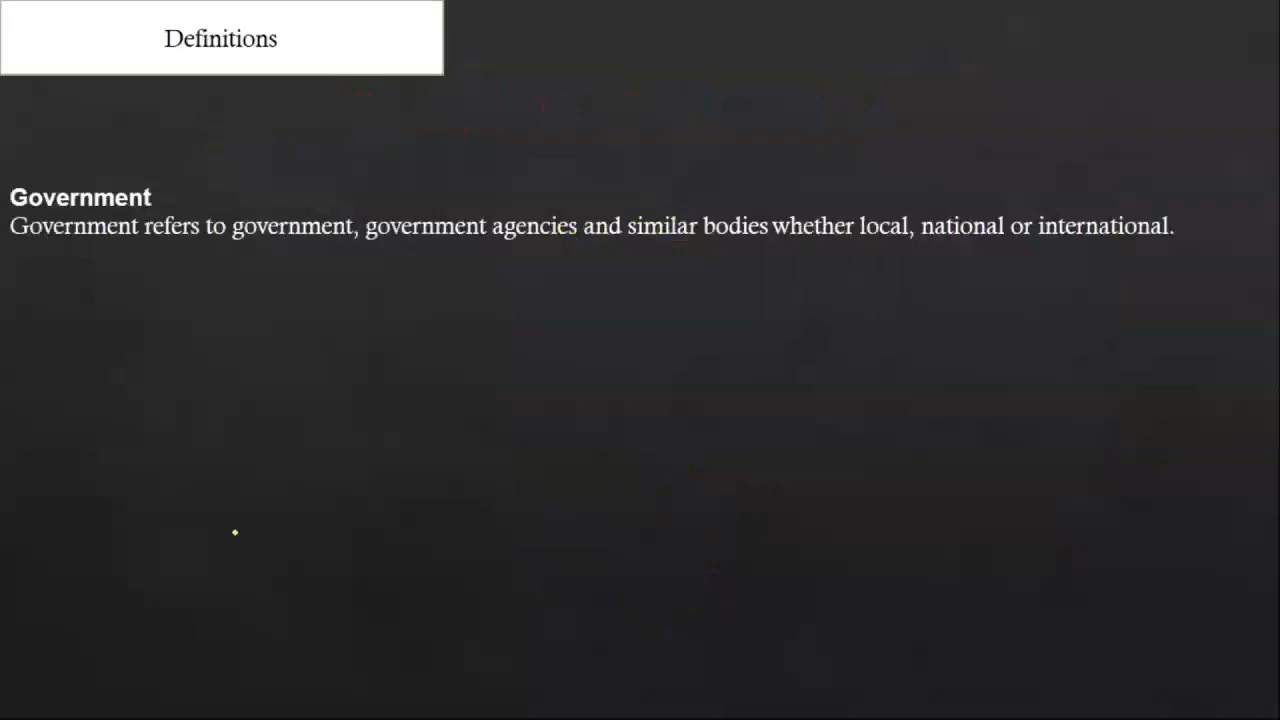 Definitions
Government
Government refers to government, government agencies and similar bodies whether local, national or international.